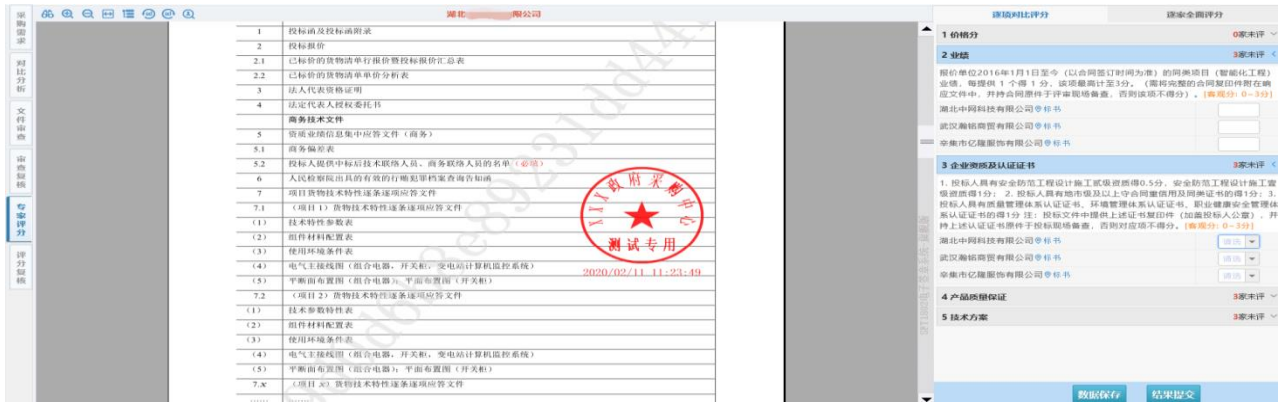 采购需求
对比分析
文件审查
审查复核
专家评分
评分复核
湖北 限公司
1 投标函及投标函附录
2 投标报价
2.1 已标价的货物清单行报价暨投标报价汇总表
2.2 已标价的货物清单单价分析表
3 法人代表资格证明
4 法定代表人授权委托书
商务技术文件
5 资质业绩信息集中应答文件（商务）
5.1 商务偏差表
5.2 投标人提供中标后技术联络人员、商务联络人员的名单（必填）
6 人民检察院出具的有效的行贿犯罪档案查询告知函
7 项目货物技术特性逐条逐项应答文件
7.1 （项目 1）货物技术特性逐条逐项应答文件
（1） 技术特性参数表
（2） 组件材料配置表
（3） 使用环境条件表
（4） 电气主接线图（组合电器、开关柜、变电站计算机监控系统）
（5） 平断面布置图（组合电器）；平面布置图（开关柜）
7.2 （项目 2）货物技术特性逐条逐项应答文件
（1） 技术参数特性表
（2） 组件材料配置表
（3） 使用环境条件表
（4） 电气主接线图（组合电器、开关柜、变电站计算机监控系统）
（5） 平断面布置图（组合电器）；平面布置图（开关柜）
7.x （项目 x）货物技术特性逐条逐项应答文件
XXX政府采购中心
测试专用
2020/02/11 11:23:49
逐项对比评分 逐家全面评分
1 价格分 0家未评
2 业绩 3家未评
报价单位2016年1月1日至今（以合同签订时间为准）的同类项目（智能化工程）
业绩，每提供 1 个得 1 分，该项最高计至3分。（需将完整的合同复印件附在响
应文件中，并持合同原件于评审现场备查，否则该项不得分）。[客观分: 0~3分]
湖北中网科技有限公司 标书
武汉瀚铭商贸有限公司 标书
辛集市亿隆服饰有限公司 标书
3 企业资质及认证证书 3家未评
1. 投标人具有安全防范工程设计施工贰级资质得0.5分，安全防范工程设计施工壹
级资质得1分； 2. 投标人具有地市级及以上守合同重信用及同类证书的得1分； 3.
投标人具有质量管理体系认证证书、环境管理体系认证证书、职业健康安全管理体
系认证证书的得1分 注：投标文件中提供上述证书复印件（加盖投标人公章），并
持上述认证证书原件于投标现场备查，否则对应项不得分。[客观分: 0~3分]
湖北中网科技有限公司 标书 请选
武汉瀚铭商贸有限公司 标书 请选
辛集市亿隆服饰有限公司 标书 请选
4 产品质量保证 3家未评
5 技术方案 3家未评
数据保存 结果提交